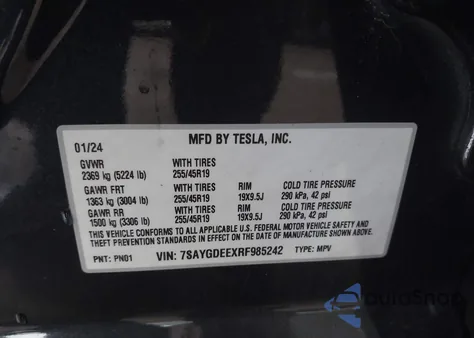 01/24 MFD BY TESLA, INC.
GVWR WITH TIRES
2369 kg (5224 lb) 255/45R19
GAWR FRT WITH TIRES RIM COLD TIRE PRESSURE
1363 kg (3004 lb) 255/45R19 19X9.5J 290 kPa, 42 psi
GAWR RR WITH TIRES RIM COLD TIRE PRESSURE
1500 kg (3306 lb) 255/45R19 19X9.5J 290 kPa, 42 psi
THIS VEHICLE CONFORMS TO ALL APPLICABLE U.S. FEDERAL MOTOR VEHICLE SAFETY AND
THEFT PREVENTION STANDARDS IN EFFECT ON THE DATE OF MANUFACTURE SHOWN ABOVE.
PNT: PN01 VIN: 7SAYGDEEXRF985242 TYPE: MPV
AutoSnap